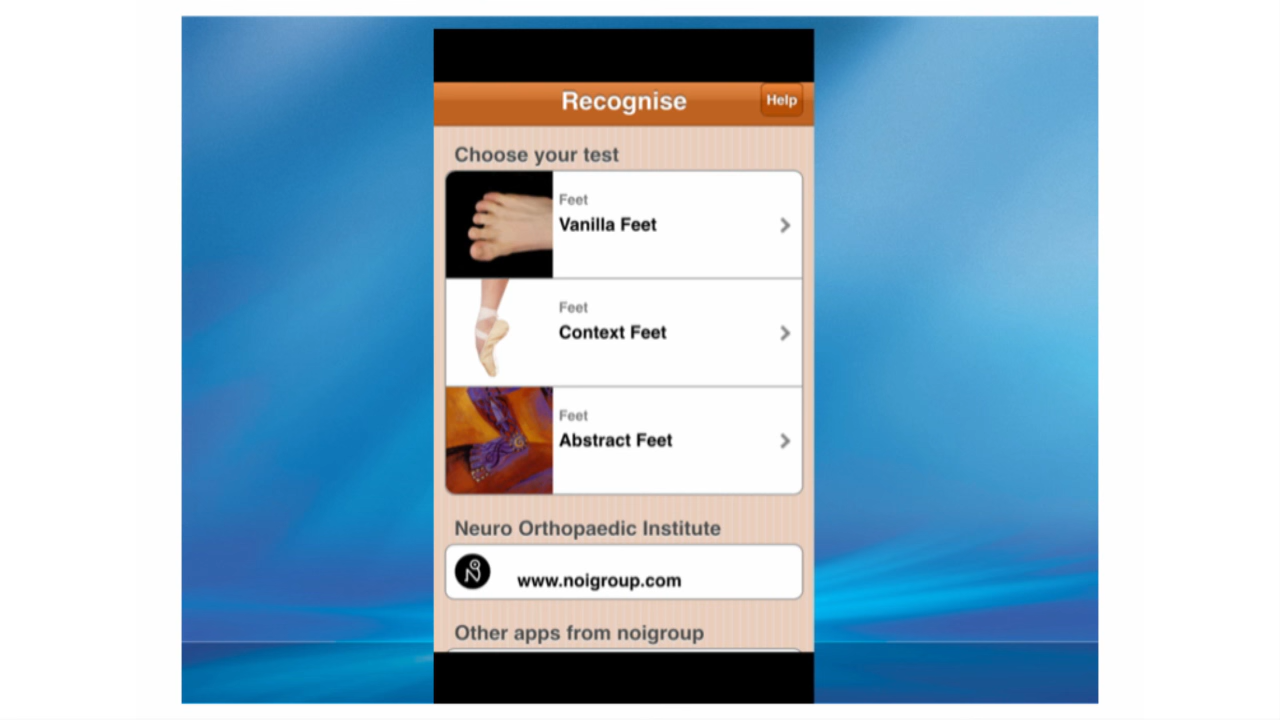 Recognise
Help
Choose your test
Feet
Vanilla Feet
Feet
Context Feet
Feet
Abstract Feet
Neuro Orthopaedic Institute
www.noigroup.com
Other apps from noigroup